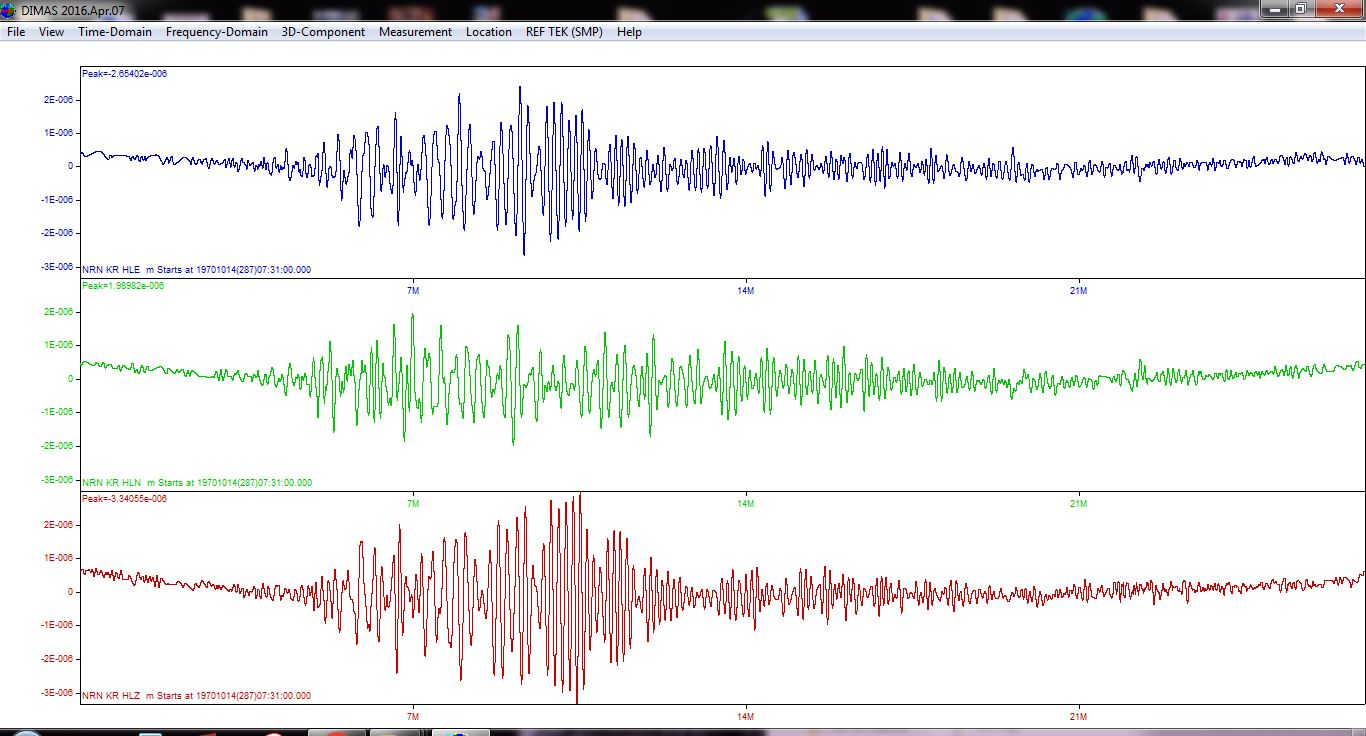 DIMAS 2016.Apr.07
File View Time-Domain Frequency-Domain 3D-Component Measurement Location REF TEK (SMP) Help
Peak=-2.65402e-006
2E-006
1E-006
0
-1E-006
-2E-006
-3E-006
NRN KR HLE m Starts at 19701014(287)07:31:00.000
7M 14M 21M
Peak=1.98982e-006
2E-006
1E-006
0
-1E-006
-2E-006
-3E-006
NRN KR HLN m Starts at 19701014(287)07:31:00.000
7M 14M 21M
Peak=-3.34055e-006
2E-006
1E-006
0
-1E-006
-2E-006
-3E-006
NRN KR HLZ m Starts at 19701014(287)07:31:00.000
7M 14M 21M